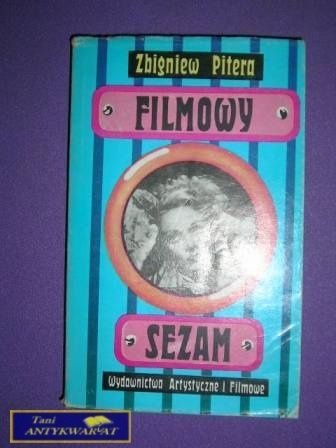 Zbigniew Pitera
FILMOWY
SEZAM
Wydawnictwa Artystyczne i Filmowe
Tani
ANTYKWARIAT